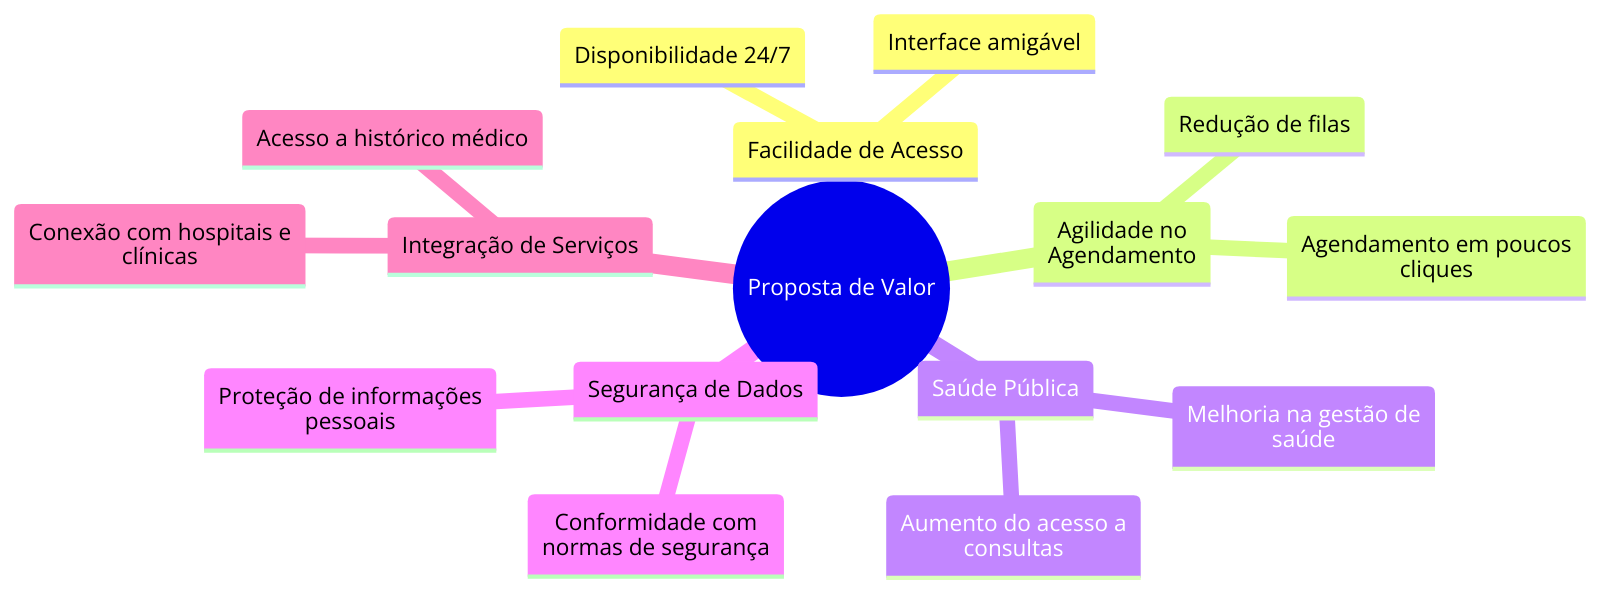 Interface amigável
Disponibilidade 24/7
Redução de filas
Acesso a histórico médico
Facilidade de Acesso
Conexão com hospitais e
clínicas
Integração de Serviços
Agilidade no
Agendamento
Agendamento em poucos
cliques
Proposta de Valor
Proteção de informações
pessoais
Segurança de Dados
Saúde Pública
Melhoria na gestão de
saúde
Conformidade com
normas de segurança
Aumento do acesso a
consultas